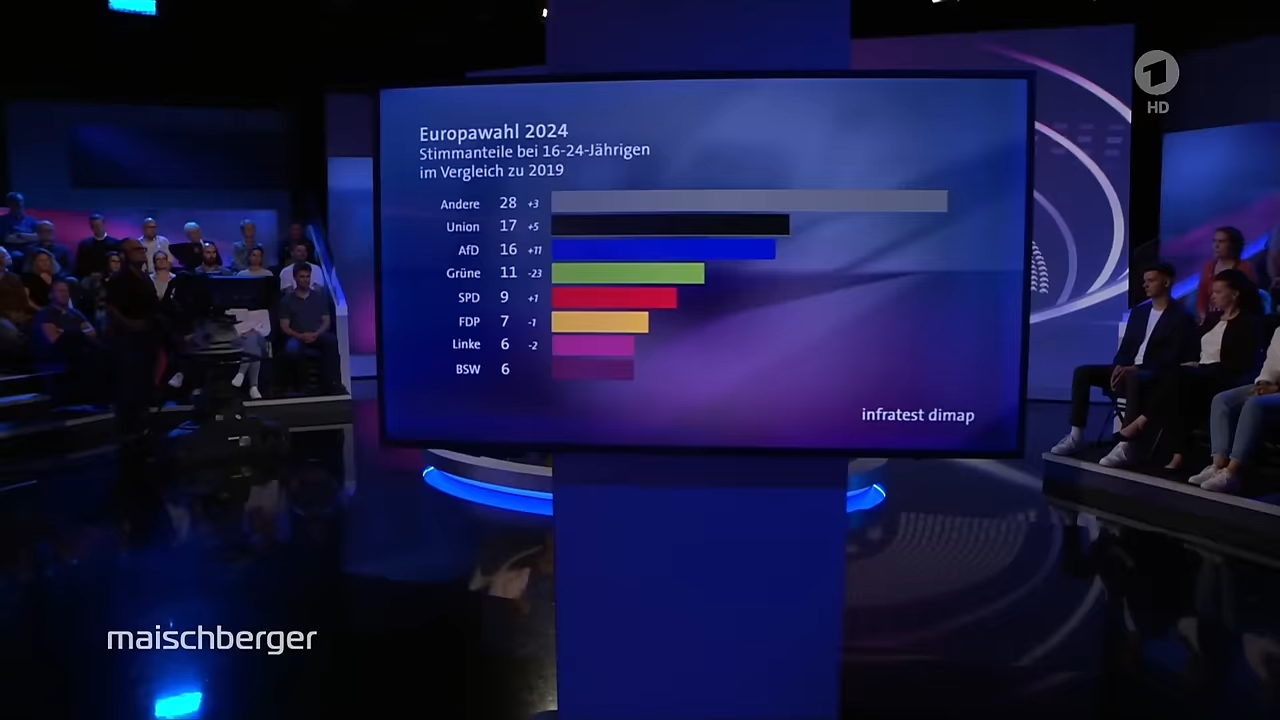 1
HD
Europawahl 2024
Stimmanteile bei 16-24-Jährigen
im Vergleich zu 2019
Andere 28 +3
Union 17 +5
AfD 16 +11
Grüne 11 -23
SPD 9 +1
FDP 7 -1
Linke 6 -2
BSW 6
infratest dimap
maischberger